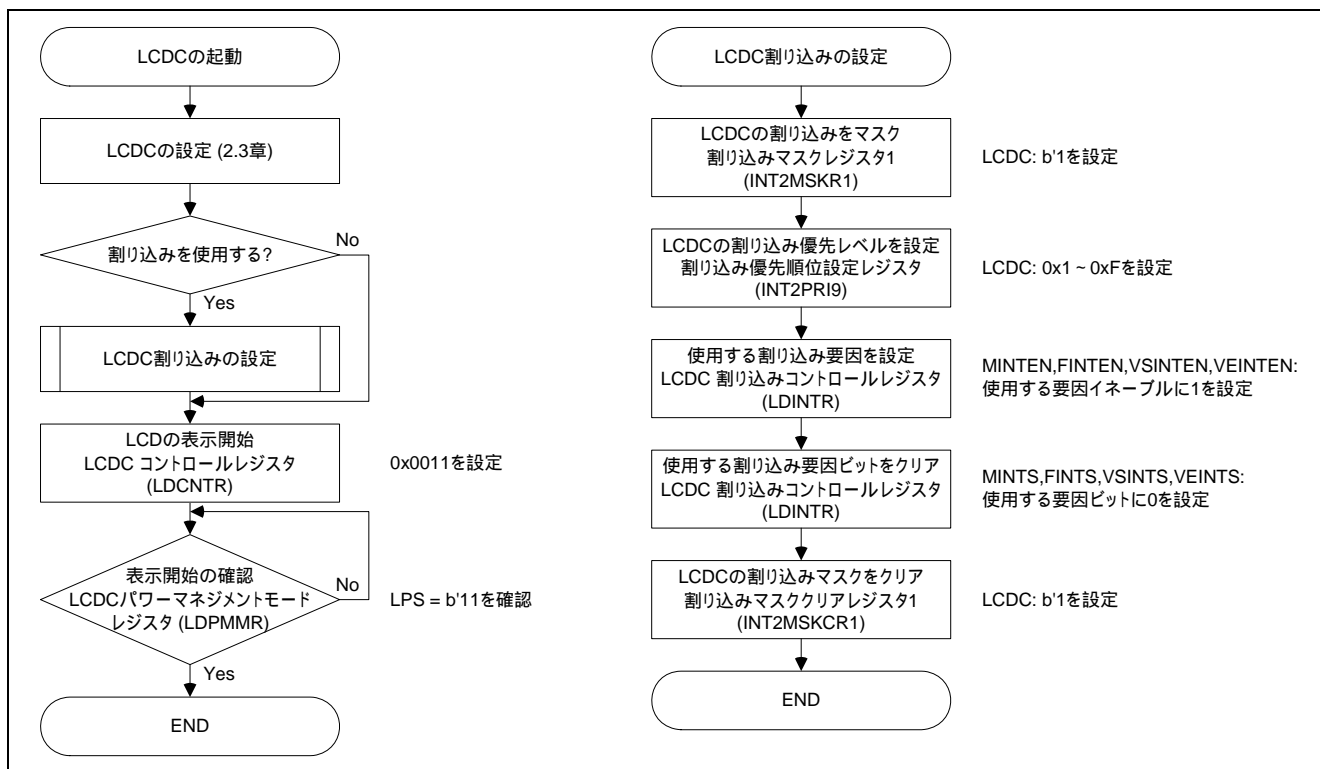 LCDCの起動
LCDCの設定 (2.3章)
割り込みを使用する?
No
Yes
LCDC割り込みの設定
LCDの表示開始
LCDC コントロールレジスタ
(LDCNTR)
0x0011を設定
表示開始の確認
LCDCパワーマネジメントモード
レジスタ (LDPMMR)
No
LPS = b'11を確認
Yes
END
LCDC割り込みの設定
LCDCの割り込みをマスク
割り込みマスクレジスタ1
(INT2MSKR1)
LCDC: b'1を設定
LCDCの割り込み優先レベルを設定
割り込み優先順位設定レジスタ
(INT2PRI9)
LCDC: 0x1 ~ 0xFを設定
使用する割り込み要因を設定
LCDC 割り込みコントロールレジスタ
(LDINTR)
MINTEN,FINTEN,VSINTEN,VEINTEN:
使用する要因イネーブルに1を設定
使用する割り込み要因ビットをクリア
LCDC 割り込みコントロールレジスタ
(LDINTR)
MINTS,FINTS,VSINTS,VEINTS:
使用する要因ビットに0を設定
LCDCの割り込みマスクをクリア
割り込みマスククリアレジスタ1
(INT2MSKCR1)
LCDC: b'1を設定
END